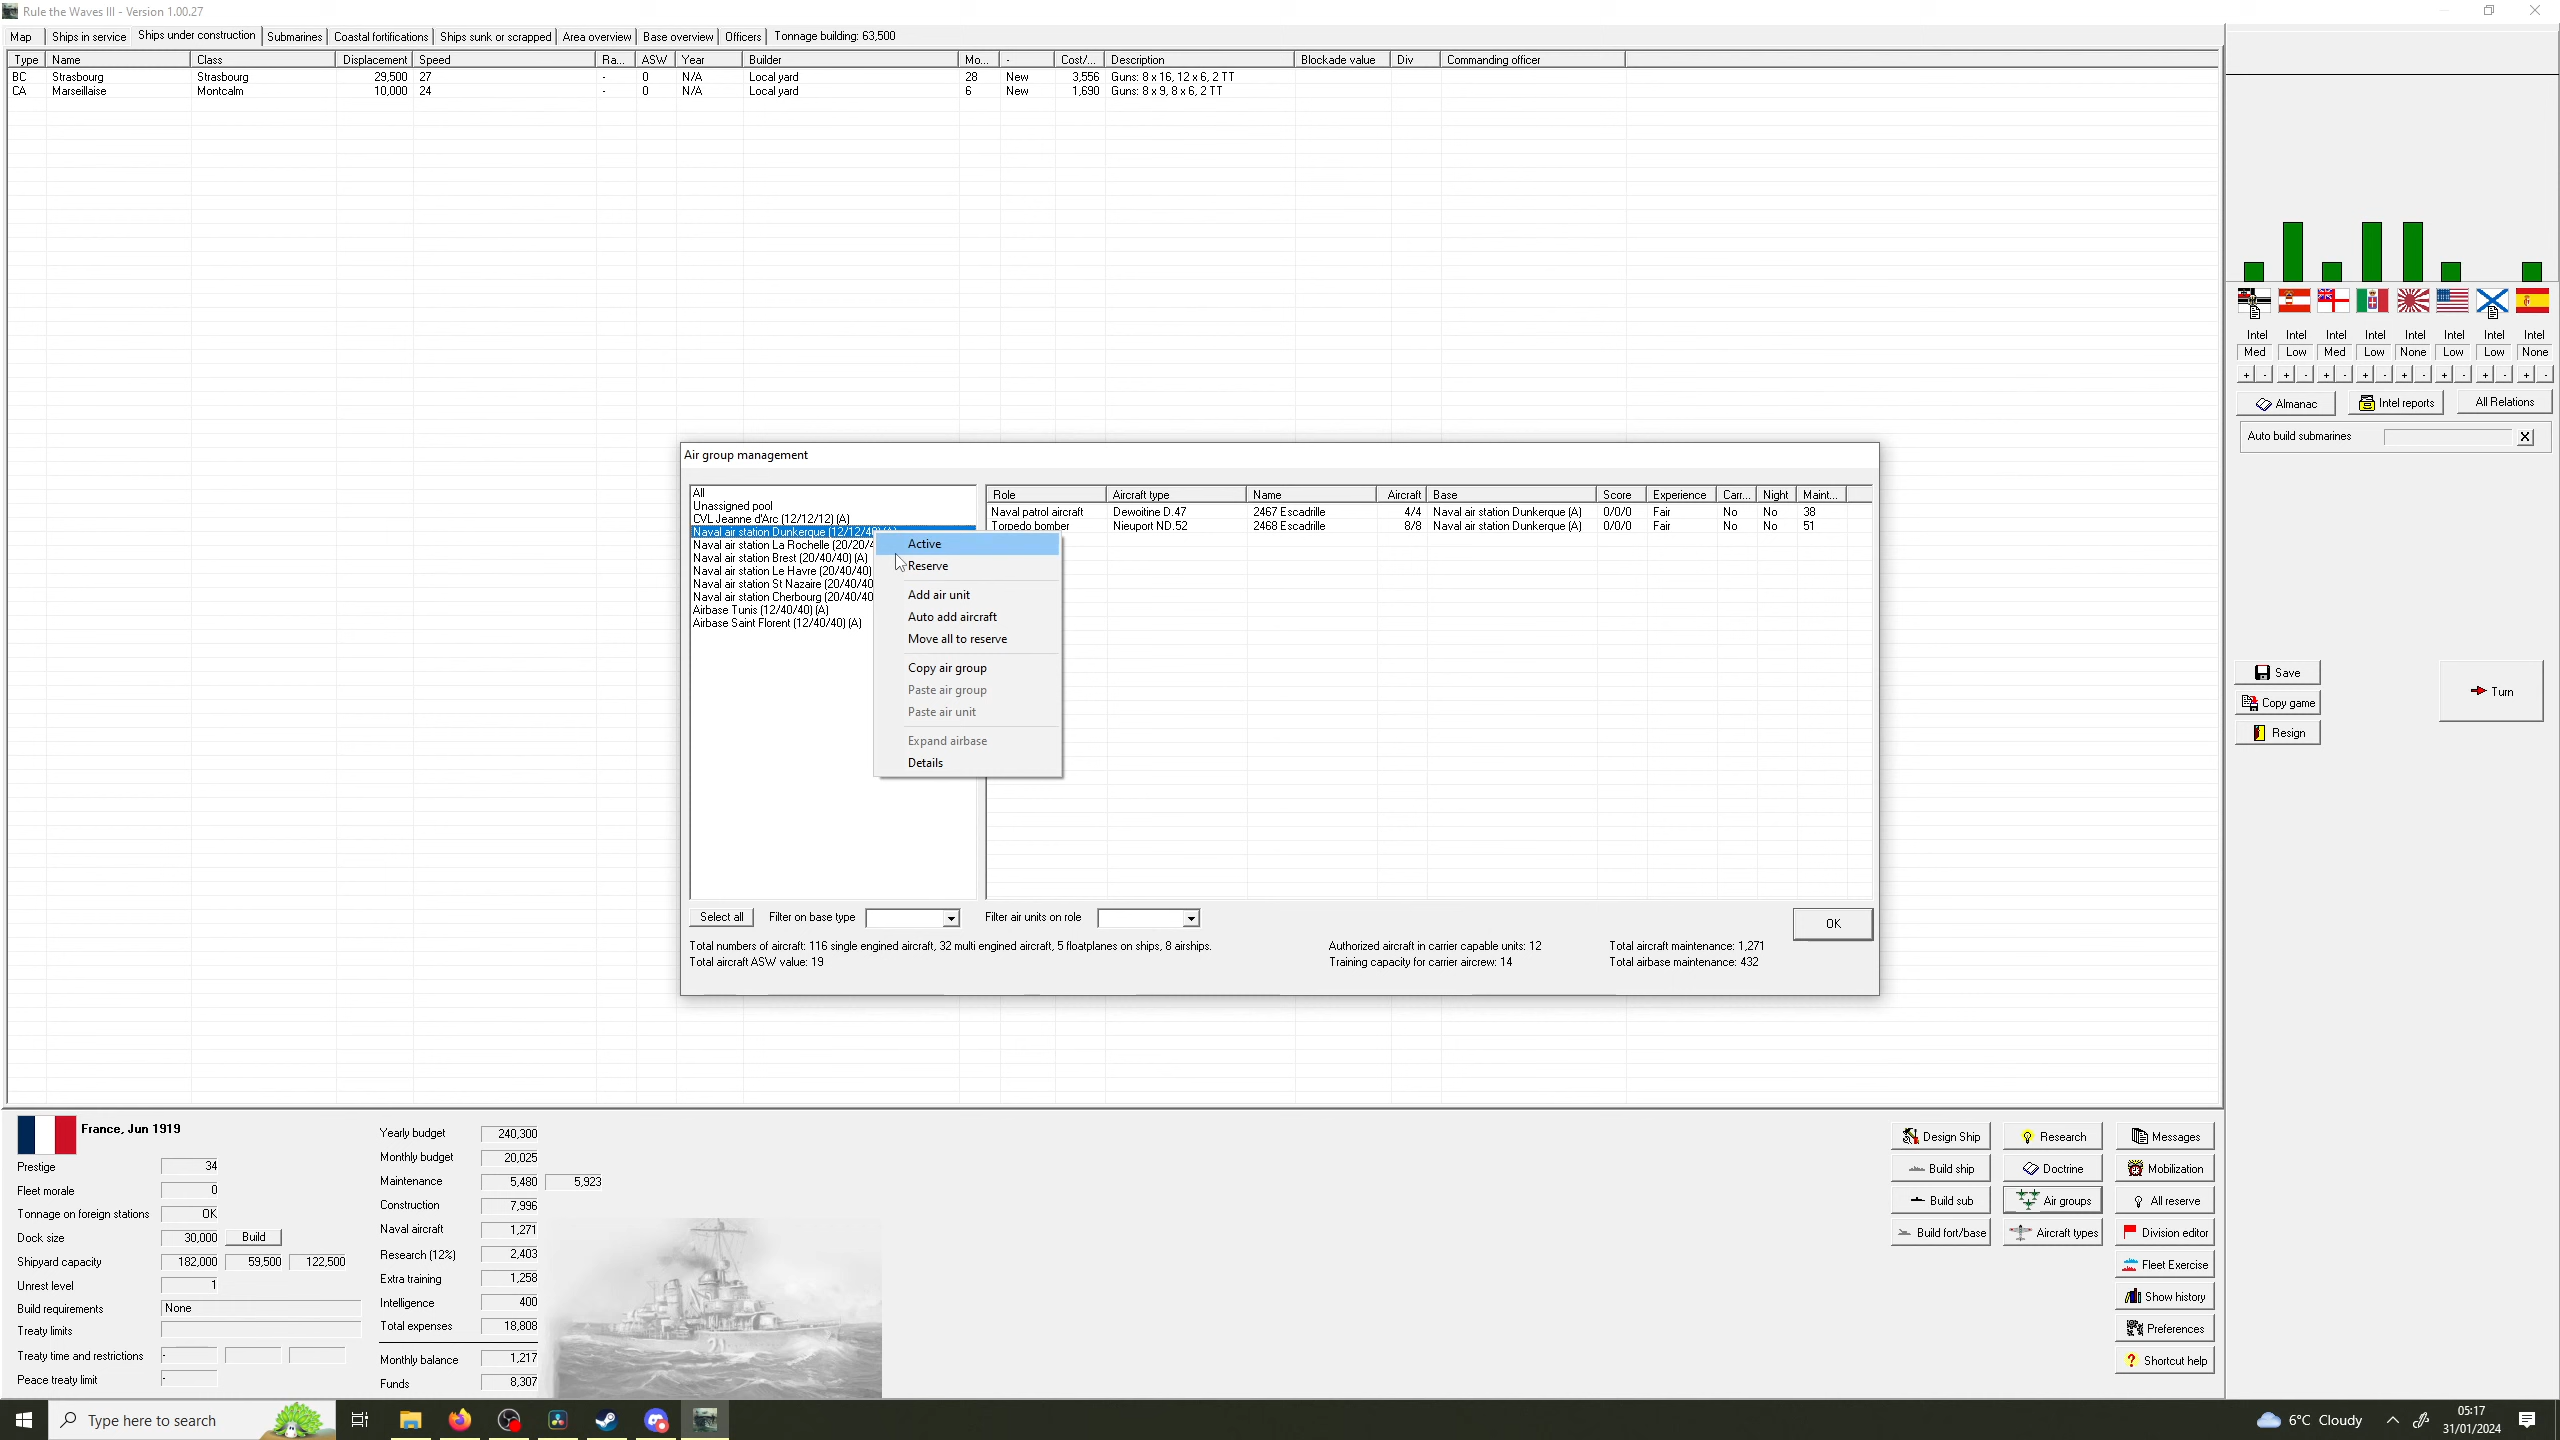 Rule the Waves III - Version 1.00.27
Map Ships in service Ships under construction Submarines Coastal fortifications Ships sunk or scrapped Area overview Base overview Officers Tonnage building: 63,500
Type Name Class Displacement Speed Ra... ASW Year Builder Mo... - Cost/... Description Blockade value Div Commanding officer
BC Strasbourg Strasbourg 29,500 27 - 0 N/A Local yard 28 New 3,556 Guns: 8 x 16, 12 x 6, 2 TT
CA Marseillaise Montcalm 10,000 24 - 0 N/A Local yard 6 New 1,690 Guns: 8 x 9, 8 x 6, 2 TT
Intel Intel Intel Intel Intel Intel Intel Intel
Med Low Med Low None Low Low None
+ - + - + - + - + - + - + - + -
Almanac Intel reports All Relations
Auto build submarines X
Save
Copy game
Resign
Turn
Air group management
All
Unassigned pool
CVL Jeanne d'Arc (12/12/12) (A)
Naval air station Dunkerque (12/12/40) (A)
Naval air station La Rochelle (20/20/4
Naval air station Brest (20/40/40) (A)
Naval air station Le Havre (20/40/40)
Naval air station St Nazaire (20/40/40
Naval air station Cherbourg (20/40/40
Airbase Tunis (12/40/40) (A)
Airbase Saint Florent (12/40/40) (A)
Role Aircraft type Name Aircraft Base Score Experience Carr... Night Maint...
Naval patrol aircraft Dewoitine D.47 2467 Escadrille 4/4 Naval air station Dunkerque (A) 0/0/0 Fair No No 38
Torpedo bomber Nieuport ND.52 2468 Escadrille 8/8 Naval air station Dunkerque (A) 0/0/0 Fair No No 51
Active
Reserve
Add air unit
Auto add aircraft
Move all to reserve
Copy air group
Paste air group
Paste air unit
Expand airbase
Details
Select all Filter on base type Filter air units on role OK
Total numbers of aircraft: 116 single engined aircraft, 32 multi engined aircraft, 5 floatplanes on ships, 8 airships. Authorized aircraft in carrier capable units: 12 Total aircraft maintenance: 1,271
Total aircraft ASW value: 19 Training capacity for carrier aircrew: 14 Total airbase maintenance: 432
France, Jun 1919
Prestige 34
Fleet morale 0
Tonnage on foreign stations OK
Dock size 30,000 Build
Shipyard capacity 182,000 59,500 122,500
Unrest level 1
Build requirements None
Treaty limits
Treaty time and restrictions -
Peace treaty limit -
Yearly budget 240,300
Monthly budget 20,025
Maintenance 5,480 5,923
Construction 7,996
Naval aircraft 1,271
Research (12%) 2,403
Extra training 1,258
Intelligence 400
Total expenses 18,808
Monthly balance 1,217
Funds 8,307
Design Ship Research Messages
Build ship Doctrine Mobilization
Build sub Air groups All reserve
Build fort/base Aircraft types Division editor
Fleet Exercise
Show history
Preferences
Shortcut help
Type here to search
6°C Cloudy
05:17
31/01/2024